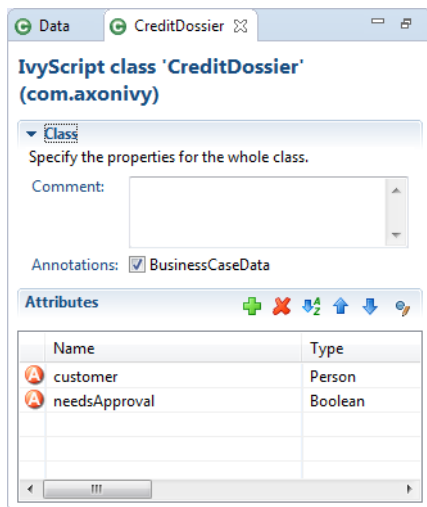 Data CreditDossier
IvyScript class 'CreditDossier'
(com.axonivy)
Class
Specify the properties for the whole class.
Comment:
Annotations: BusinessCaseData
Attributes
Name Type
customer Person
needsApproval Boolean